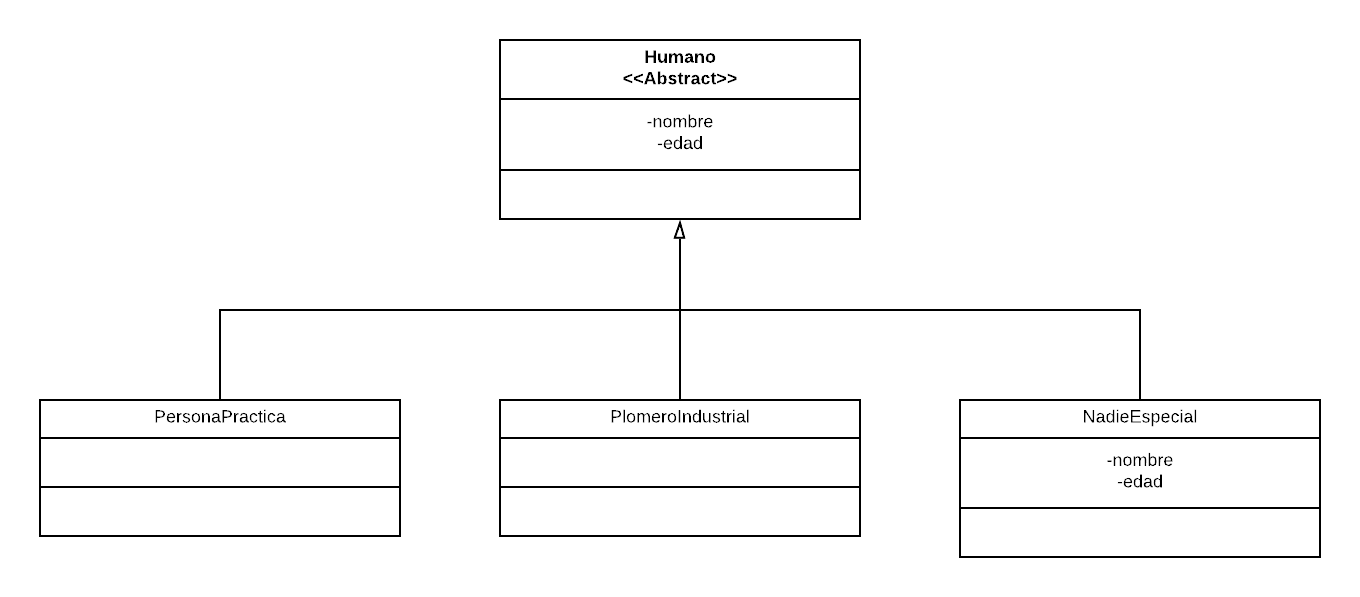 Humano
<<Abstract>>
-nombre
-edad
PersonaPractica
PlomeroIndustrial
NadieEspecial
-nombre
-edad